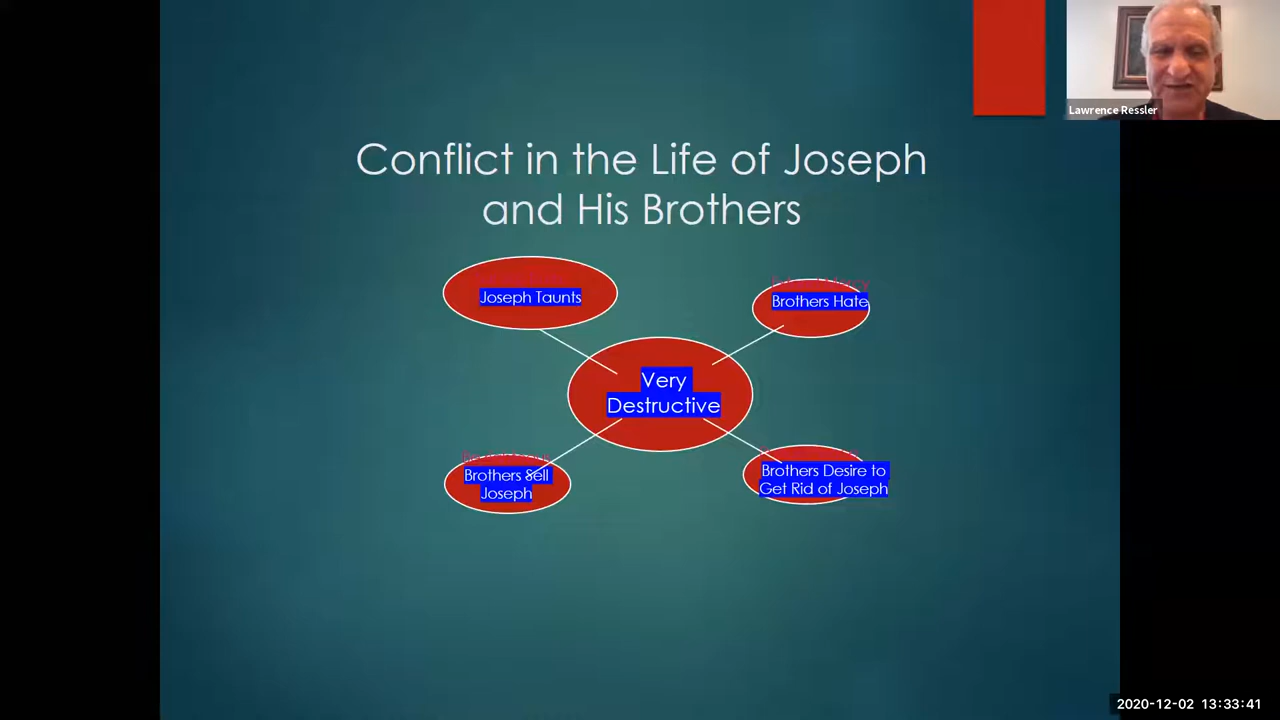 Lawrence Ressler
Conflict in the Life of Joseph
and His Brothers
Joseph Taunts
Brothers Hate
Very
Destructive
Brothers Sell
Joseph
Brothers Desire to
Get Rid of Joseph
2020-12-02 13:33:41